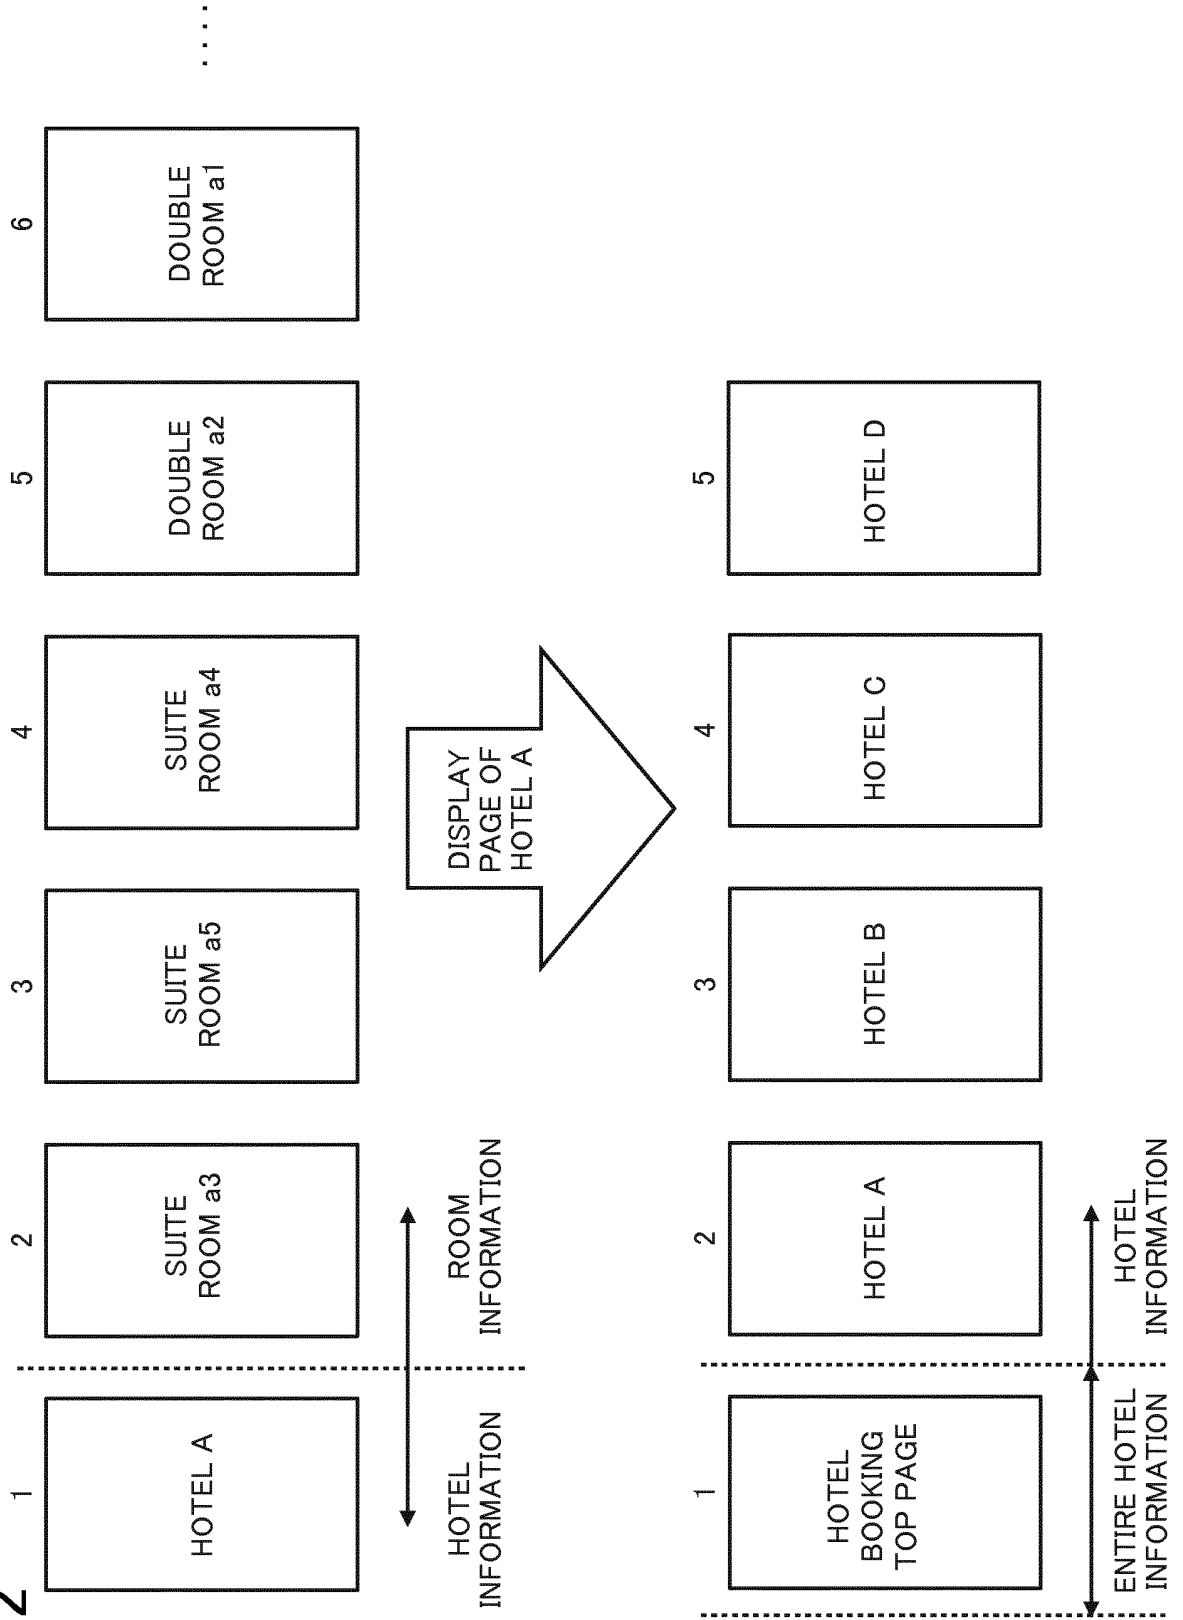 1
2
3
4
5
6
HOTEL A
SUITE
ROOM a3
SUITE
ROOM a5
SUITE
ROOM a4
DOUBLE
ROOM a2
DOUBLE
ROOM a1
....
HOTEL
INFORMATION
ROOM
INFORMATION
DISPLAY
PAGE OF
HOTEL A
1
2
3
4
5
HOTEL
BOOKING
TOP PAGE
HOTEL A
HOTEL B
HOTEL C
HOTEL D
ENTIRE HOTEL
INFORMATION
HOTEL
INFORMATION